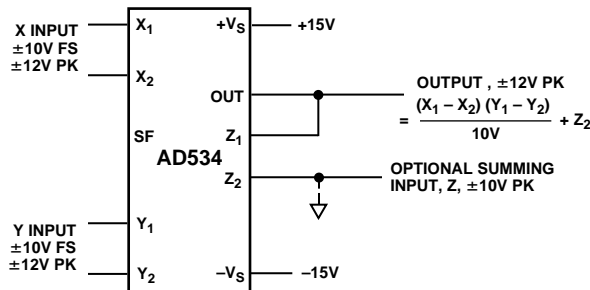 X INPUT
±10V FS
±12V PK
X1
X2
SF
AD534
Y INPUT
±10V FS
±12V PK
Y1
Y2
+VS
+15V
OUT
Z1
Z2
–VS
–15V
OUTPUT , ±12V PK
= (X1 – X2) (Y1 – Y2)
10V
+ Z2
OPTIONAL SUMMING
INPUT, Z, ±10V PK